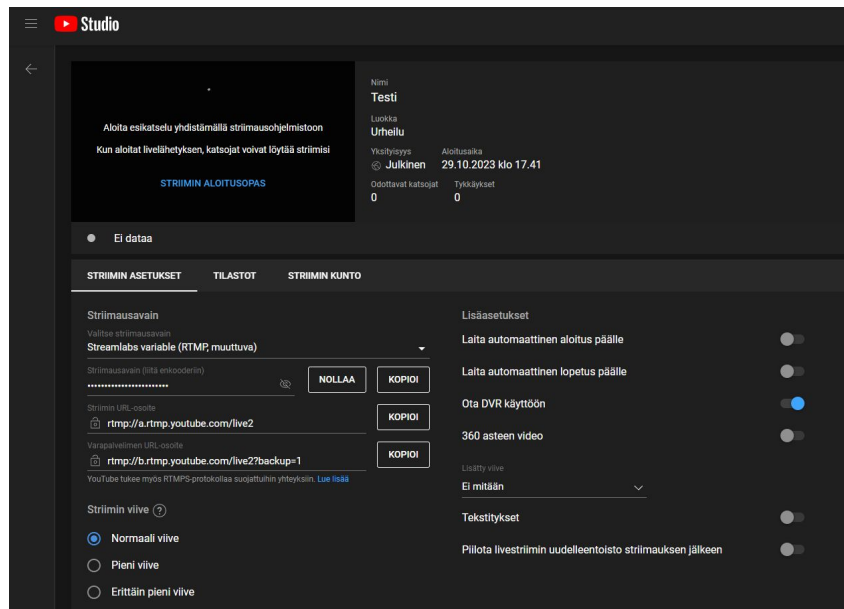 Studio
Aloita esikatselu yhdistämällä striimausohjelmistoon
Kun aloitat livelähetyksen, katsojat voivat löytää striimisi
STRIIMIN ALOITUSOPAS
Ei dataa
Nimi
Testi
Luokka
Urheilu
Yksityisyys Aloitusaika
Julkinen 29.10.2023 klo 17.41
Odottavat katsojat Tykkäykset
0 0
STRIIMIN ASETUKSET TILASTOT STRIIMIN KUNTO
Striimausavain
Valitse striimausavain
Streamlabs variable (RTMP, muuttuva)
Striimausavain (liitä enkooderiin)
•••••••••••••••••••••••• NOLLAA KOPIOI
Striimin URL-osoite
rtmp://a.rtmp.youtube.com/live2 KOPIOI
Varapalvelimen URL-osoite
rtmp://b.rtmp.youtube.com/live2?backup=1 KOPIOI
YouTube tukee myös RTMPS-protokollaa suojattuihin yhteyksiin. Lue lisää
Striimin viive ?
Normaali viive
Pieni viive
Erittäin pieni viive
Lisäasetukset
Laita automaattinen aloitus päälle
Laita automaattinen lopetus päälle
Ota DVR käyttöön
360 asteen video
Lisätty viive
Ei mitään
Tekstitykset
Piilota livestriimin uudelleentoisto striimauksen jälkeen